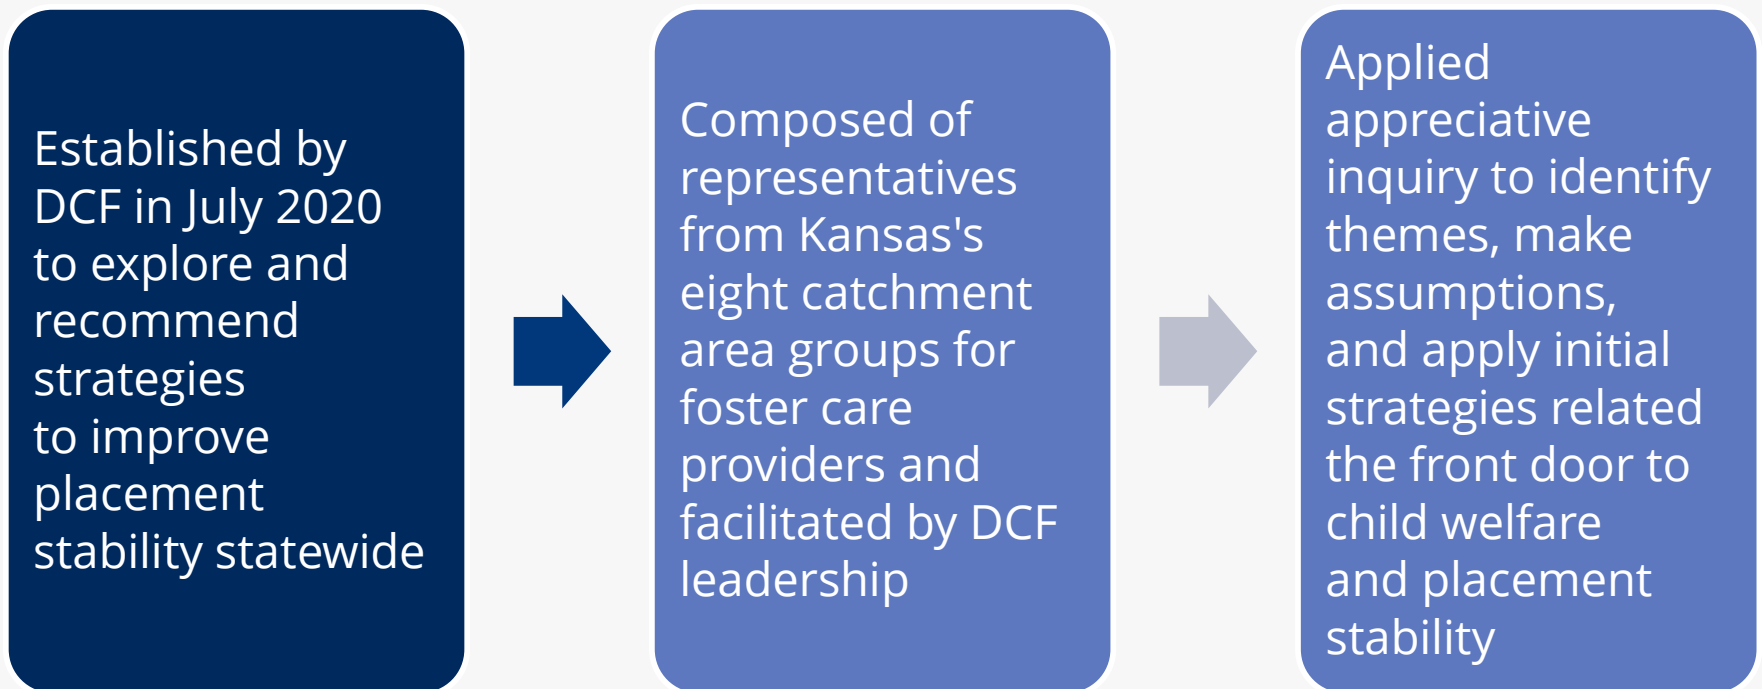 Established by
DCF in July 2020
to explore and
recommend
strategies
to improve
placement
stability statewide
Composed of
representatives
from Kansas's
eight catchment
area groups for
foster care
providers and
facilitated by DCF
leadership
Applied
appreciative
inquiry to identify
themes, make
assumptions,
and apply initial
strategies related
the front door to
child welfare
and placement
stability